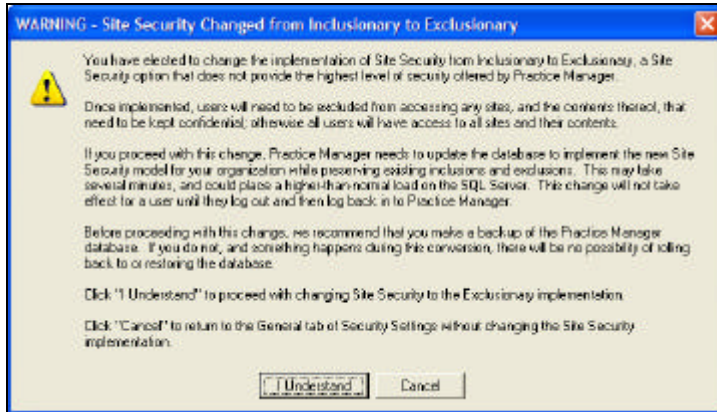 WARNING - Site Security Changed from Inclusionary to Exclusionary
You have elected to change the implementation of Site Security from Inclusionary to Exclusionary, a Site
Security option that does not provide the highest level of security offered by Practice Manager.
Once implemented, users will need to be excluded from accessing any sites, and the contents thereof, that
need to be kept confidential; otherwise all users will have access to all sites and their contents.
If you proceed with this change, Practice Manager needs to update the database to implement the new Site
Security model for your organization while preserving existing inclusions and exclusions. This may take
several minutes, and could place a higher-than-normal load on the SQL Server. This change will not take
effect for a user until they log out and then log back in to Practice Manager.
Before proceeding with this change, we recommend that you make a backup of the Practice Manager
database. If you do not, and something happens during this conversion, there will be no possibility of rolling
back to or restoring the database.
Click "I Understand" to proceed with changing Site Security to the Exclusionary implementation.
Click "Cancel" to return to the General tab of Security Settings without changing the Site Security
implementation.
I Understand Cancel